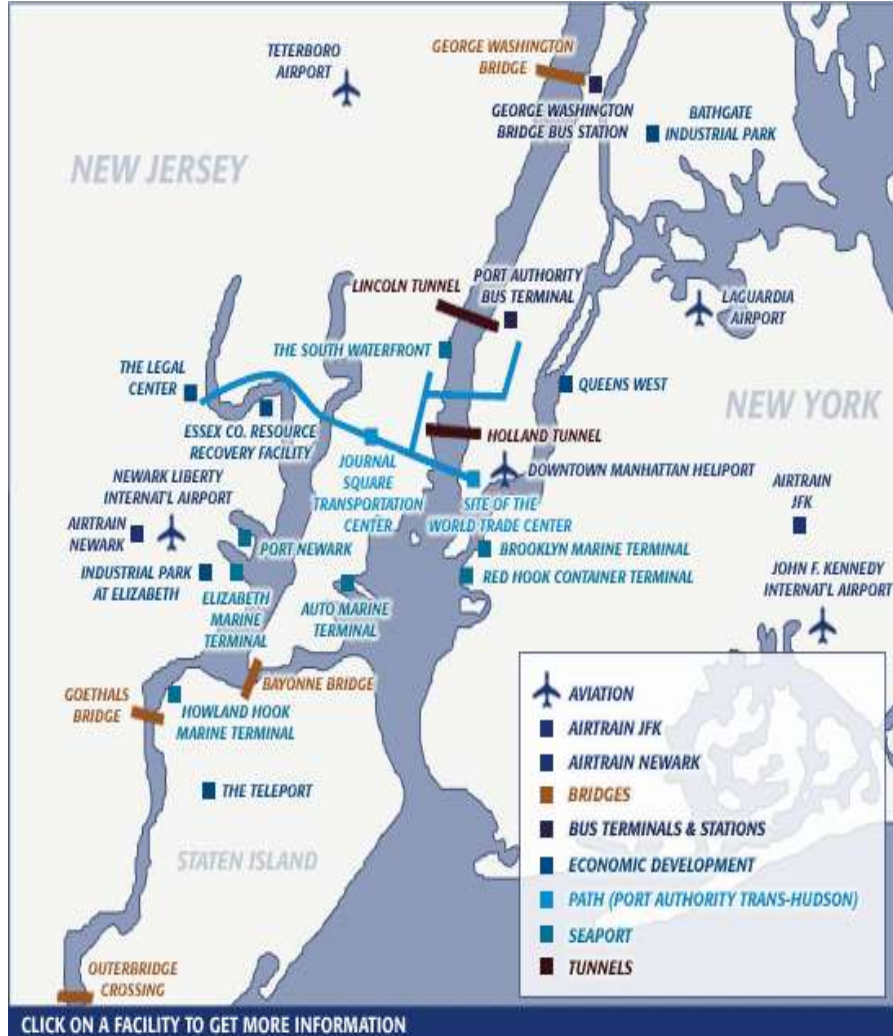 TETERBORO
AIRPORT
GEORGE WASHINGTON
BRIDGE
GEORGE WASHINGTON
BRIDGE BUS STATION
BATHGATE
INDUSTRIAL PARK
NEW JERSEY
LINCOLN TUNNEL
PORT AUTHORITY
BUS TERMINAL
LAGUARDIA
AIRPORT
THE SOUTH WATERFRONT
THE LEGAL
CENTER
QUEENS WEST
NEW YORK
ESSEX CO. RESOURCE
RECOVERY FACILITY
HOLLAND TUNNEL
JOURNAL
SQUARE
TRANSPORTATION
CENTER
DOWNTOWN MANHATTAN HELIPORT
SITE OF THE
WORLD TRADE CENTER
NEWARK LIBERTY
INTERNAT'L AIRPORT
AIRTRAIN
JFK
AIRTRAIN
NEWARK
PORT NEWARK
BROOKLYN MARINE TERMINAL
INDUSTRIAL PARK
AT ELIZABETH
ELIZABETH
MARINE
TERMINAL
AUTO MARINE
TERMINAL
RED HOOK CONTAINER TERMINAL
JOHN F. KENNEDY
INTERNAT'L AIRPORT
BAYONNE BRIDGE
GOETHALS
BRIDGE
HOWLAND HOOK
MARINE TERMINAL
THE TELEPORT
STATEN ISLAND
OUTERBRIDGE
CROSSING
AVIATION
AIRTRAIN JFK
AIRTRAIN NEWARK
BRIDGES
BUS TERMINALS & STATIONS
ECONOMIC DEVELOPMENT
PATH (PORT AUTHORITY TRANS-HUDSON)
SEAPORT
TUNNELS
CLICK ON A FACILITY TO GET MORE INFORMATION